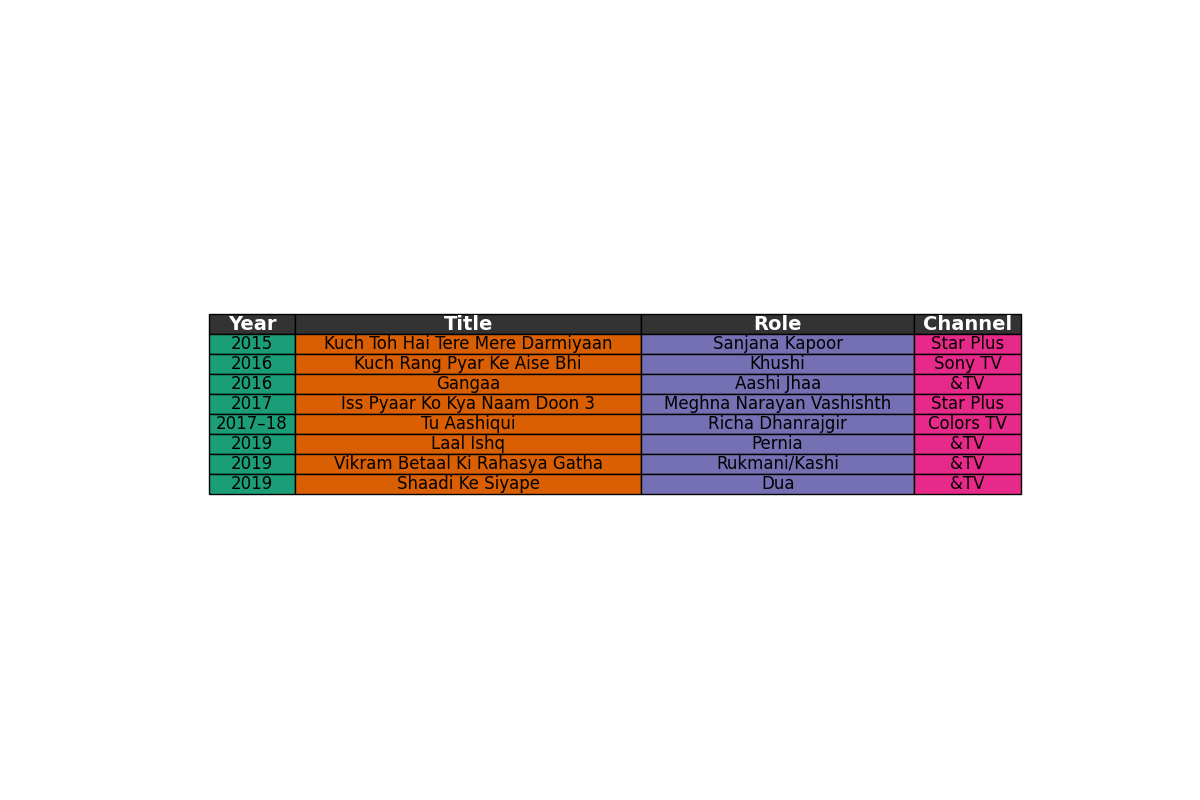 Year Title Role Channel
2015 Kuch Toh Hai Tere Mere Darmiyaan Sanjana Kapoor Star Plus
2016 Kuch Rang Pyar Ke Aise Bhi Khushi Sony TV
2016 Gangaa Aashi Jhaa &TV
2017 Iss Pyaar Ko Kya Naam Doon 3 Meghna Narayan Vashishth Star Plus
2017–18 Tu Aashiqui Richa Dhanrajgir Colors TV
2019 Laal Ishq Pernia &TV
2019 Vikram Betaal Ki Rahasya Gatha Rukmani/Kashi &TV
2019 Shaadi Ke Siyape Dua &TV